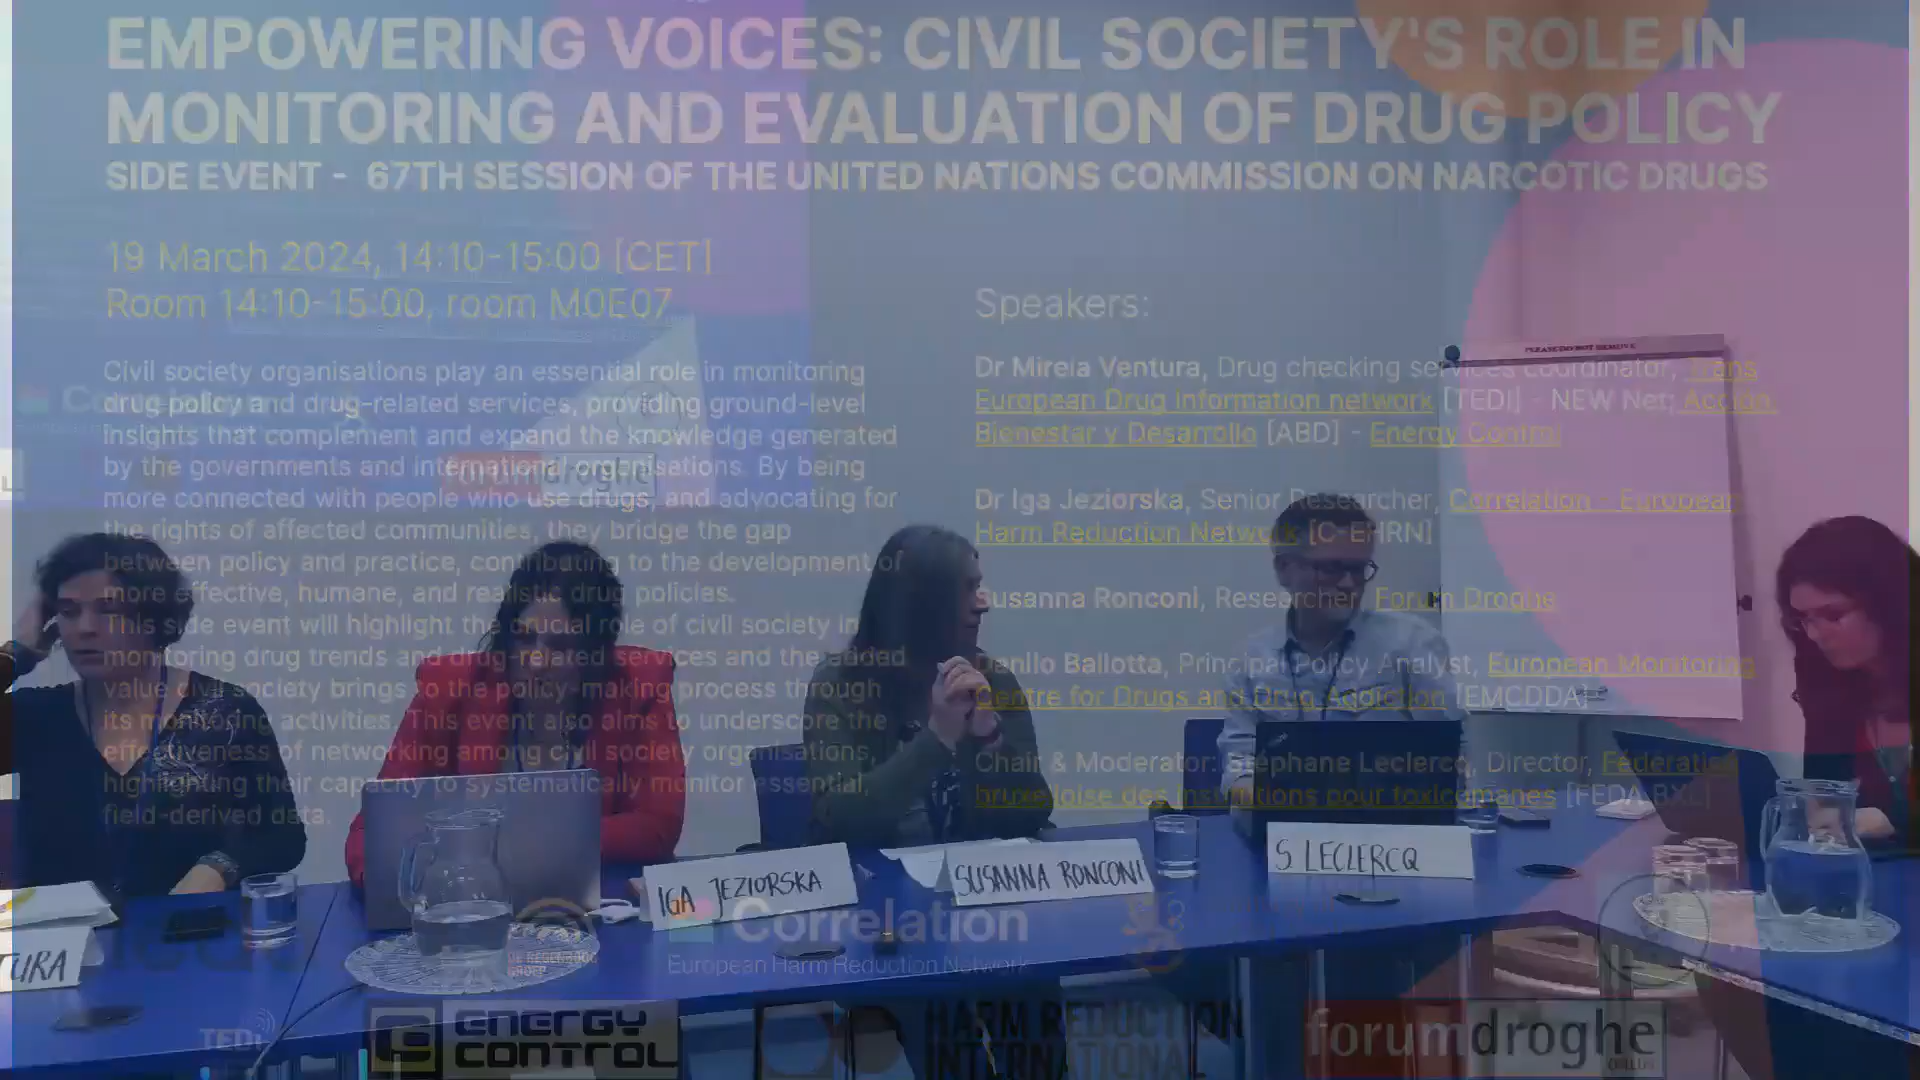 EMPOWERING VOICES: CIVIL SOCIETY'S ROLE IN
MONITORING AND EVALUATION OF DRUG POLICY
SIDE EVENT - 67TH SESSION OF THE UNITED NATIONS COMMISSION ON NARCOTIC DRUGS
19 March 2024, 14:10-15:00 [CET]
Room 14:10-15:00, room M0E07
Civil society organisations play an essential role in monitoring
drug policy and drug-related services, providing ground-level
insights that complement and expand the knowledge generated
by the governments and international organisations. By being
more connected with people who use drugs, and advocating for
the rights of affected communities, they bridge the gap
between policy and practice, contributing to the development of
more effective, humane, and realistic drug policies.
This side event will highlight the crucial role of civil society in
monitoring drug trends and drug-related services and the added
value civil society brings to the policy-making process through
its monitoring activities. This event also aims to underscore the
effectiveness of networking among civil society organisations,
highlighting their capacity to systematically monitor essential,
field-derived data.
Speakers:
Dr Mireia Ventura, Drug checking services coordinator, Trans
European Drug Information network [TEDI] - NEW Net; Acción
Bienestar y Desarrollo [ABD] - Energy Control
Dr Iga Jeziorska, Senior Researcher, Correlation - European
Harm Reduction Network [C-EHRN]
Susanna Ronconi, Researcher, Forum Droghe
Danilo Ballotta, Principal Policy Analyst, European Monitoring
Centre for Drugs and Drug Addiction [EMCDDA]
Chair & Moderator: Stéphane Leclercq, Director, Fédération
bruxelloise des institutions pour toxicomanes [FEDA BXL]
PLEASE DO NOT REMOVE
forumdroghe
TURA
IGA JEZIORSKA
SUSANNA RONCONI
S LECLERCQ
DE REGENBOOG
GROEP
Correlation
European Harm Reduction Network
TEDI
ENERGY
CONTROL
HARM REDUCTION
INTERNATIONAL
forumdroghe